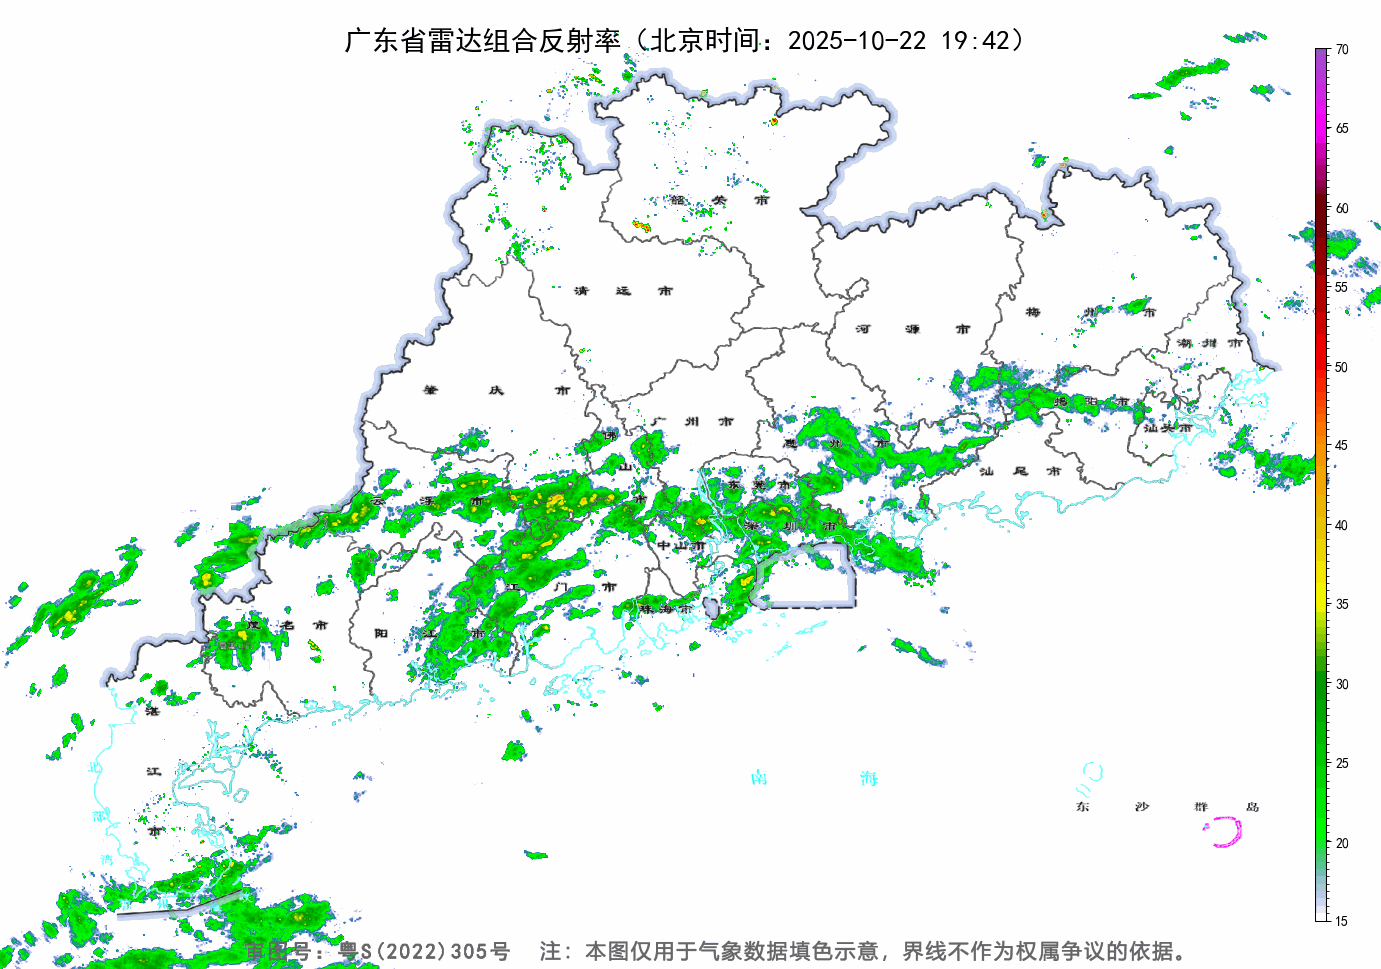 广东省雷达组合反射率（北京时间：2025-10-22 19:42）
70
65
60
55
50
45
40
35
30
25
20
15
韶关市
清远市
河源市
梅州市
潮州市
肇庆市
广州市
佛山市
惠州市
揭阳市
汕头市
汕尾市
云浮市
东莞市
深圳市
中山市
江门市
珠海市
茂名市
阳江市
湛江市
北部湾
南海
东沙群岛
审图号：粤S(2022)305号 注：本图仅用于气象数据填色示意，界线不作为权属争议的依据。